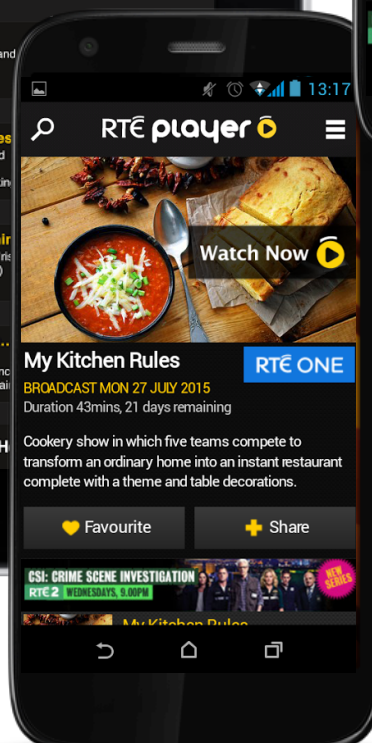 13:17
RTÉ player
Watch Now
My Kitchen Rules
RTÉ ONE
BROADCAST MON 27 JULY 2015
Duration 43mins, 21 days remaining
Cookery show in which five teams compete to
transform an ordinary home into an instant restaurant
complete with a theme and table decorations.
Favourite
Share
CSI: CRIME SCENE INVESTIGATION
RTÉ 2 WEDNESDAYS, 9.00PM
NEW
SERIES
My Kitchen Rules